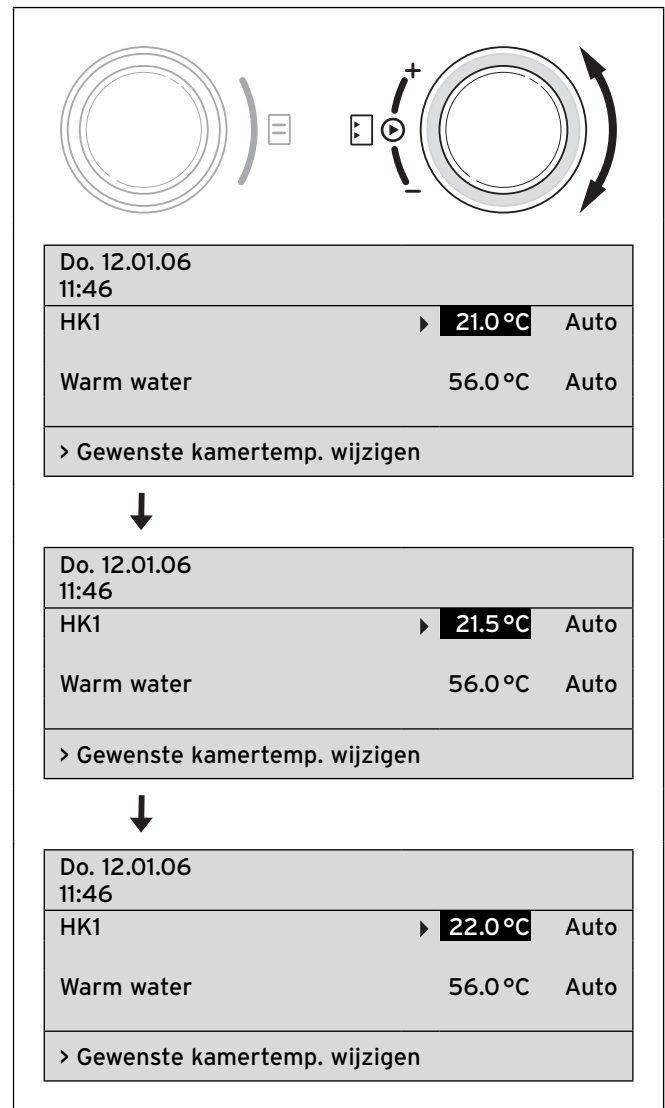 +
−
Do. 12.01.06
11:46
HK1 21.0 °C Auto
Warm water 56.0 °C Auto
> Gewenste kamertemp. wijzigen
Do. 12.01.06
11:46
HK1 21.5 °C Auto
Warm water 56.0 °C Auto
> Gewenste kamertemp. wijzigen
Do. 12.01.06
11:46
HK1 22.0 °C Auto
Warm water 56.0 °C Auto
> Gewenste kamertemp. wijzigen